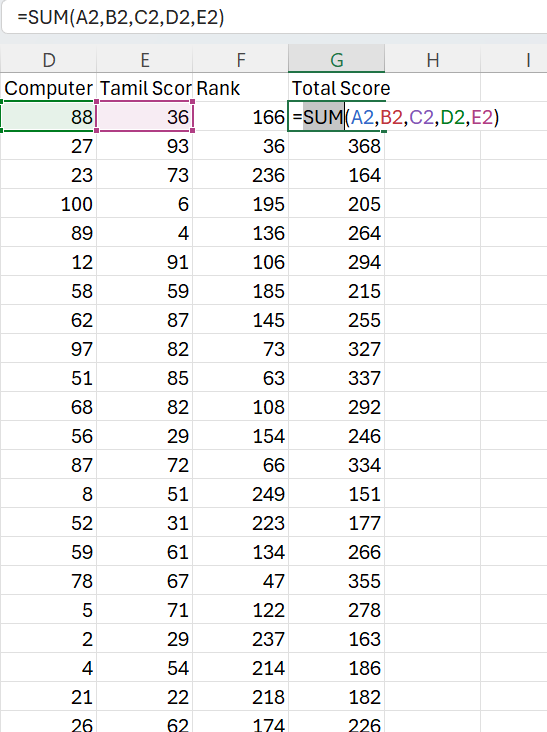 =SUM(A2,B2,C2,D2,E2)
D E F G H I
Computer Tamil Scor Rank Total Score
88 36 166 =SUM(A2,B2,C2,D2,E2)
27 93 36 368
23 73 236 164
100 6 195 205
89 4 136 264
12 91 106 294
58 59 185 215
62 87 145 255
97 82 73 327
51 85 63 337
68 82 108 292
56 29 154 246
87 72 66 334
8 51 249 151
52 31 223 177
59 61 134 266
78 67 47 355
5 71 122 278
2 29 237 163
4 54 214 186
21 22 218 182
26 62 174 226